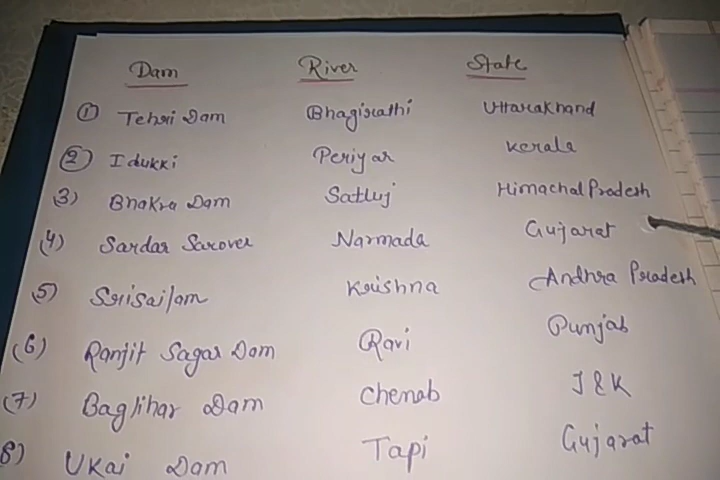 Dam River State
① Tehri Dam Bhagirathi Uttarakhand
② Idukki Periyar Kerala
3) Bhakra Dam Satluj Himachal Pradesh
(4) Sardar Sarover Narmada Gujarat
(5) Srisailam Krishna Andhra Pradesh
(6) Ranjit Sagar Dam Ravi Punjab
(7) Baglihar Dam Chenab J&K
8) Ukai Dam Tapi Gujarat